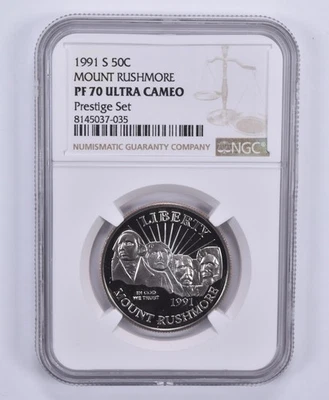 1991 S 50C
MOUNT RUSHMORE
PF 70 ULTRA CAMEO
Prestige Set
8145037-035
NUMISMATIC GUARANTY COMPANY
NGC
LIBERTY
IN GOD
WE TRUST
1991
MOUNT RUSHMORE